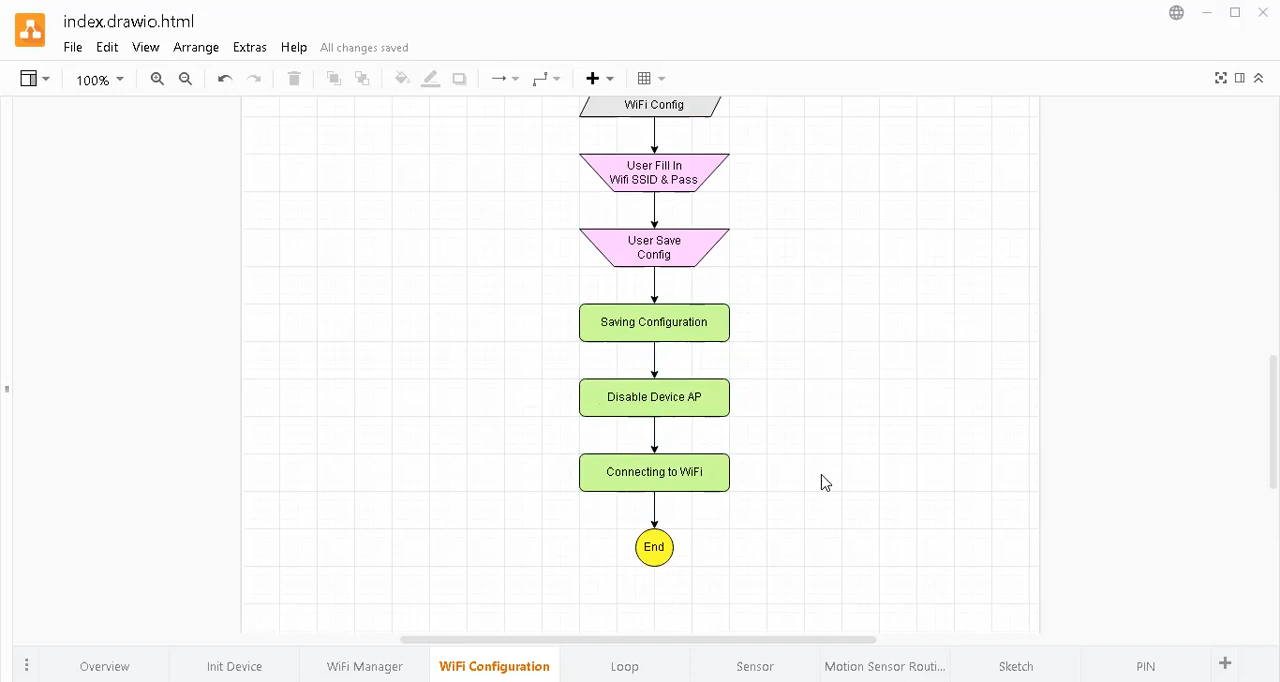 index.drawio.html
File Edit View Arrange Extras Help All changes saved
100%
WiFi Config
User Fill In
Wifi SSID & Pass
User Save
Config
Saving Configuration
Disable Device AP
Connecting to WiFi
End
Overview Init Device WiFi Manager WiFi Configuration Loop Sensor Motion Sensor Routi... Sketch PIN